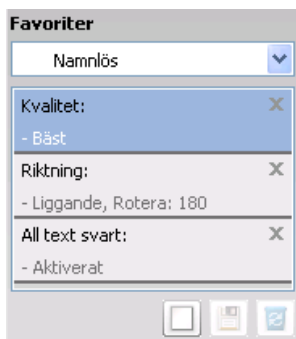 Favoriter
Namnlös
Kvalitet:
- Bäst
Riktning:
- Liggande, Rotera: 180
All text svart:
- Aktiverat